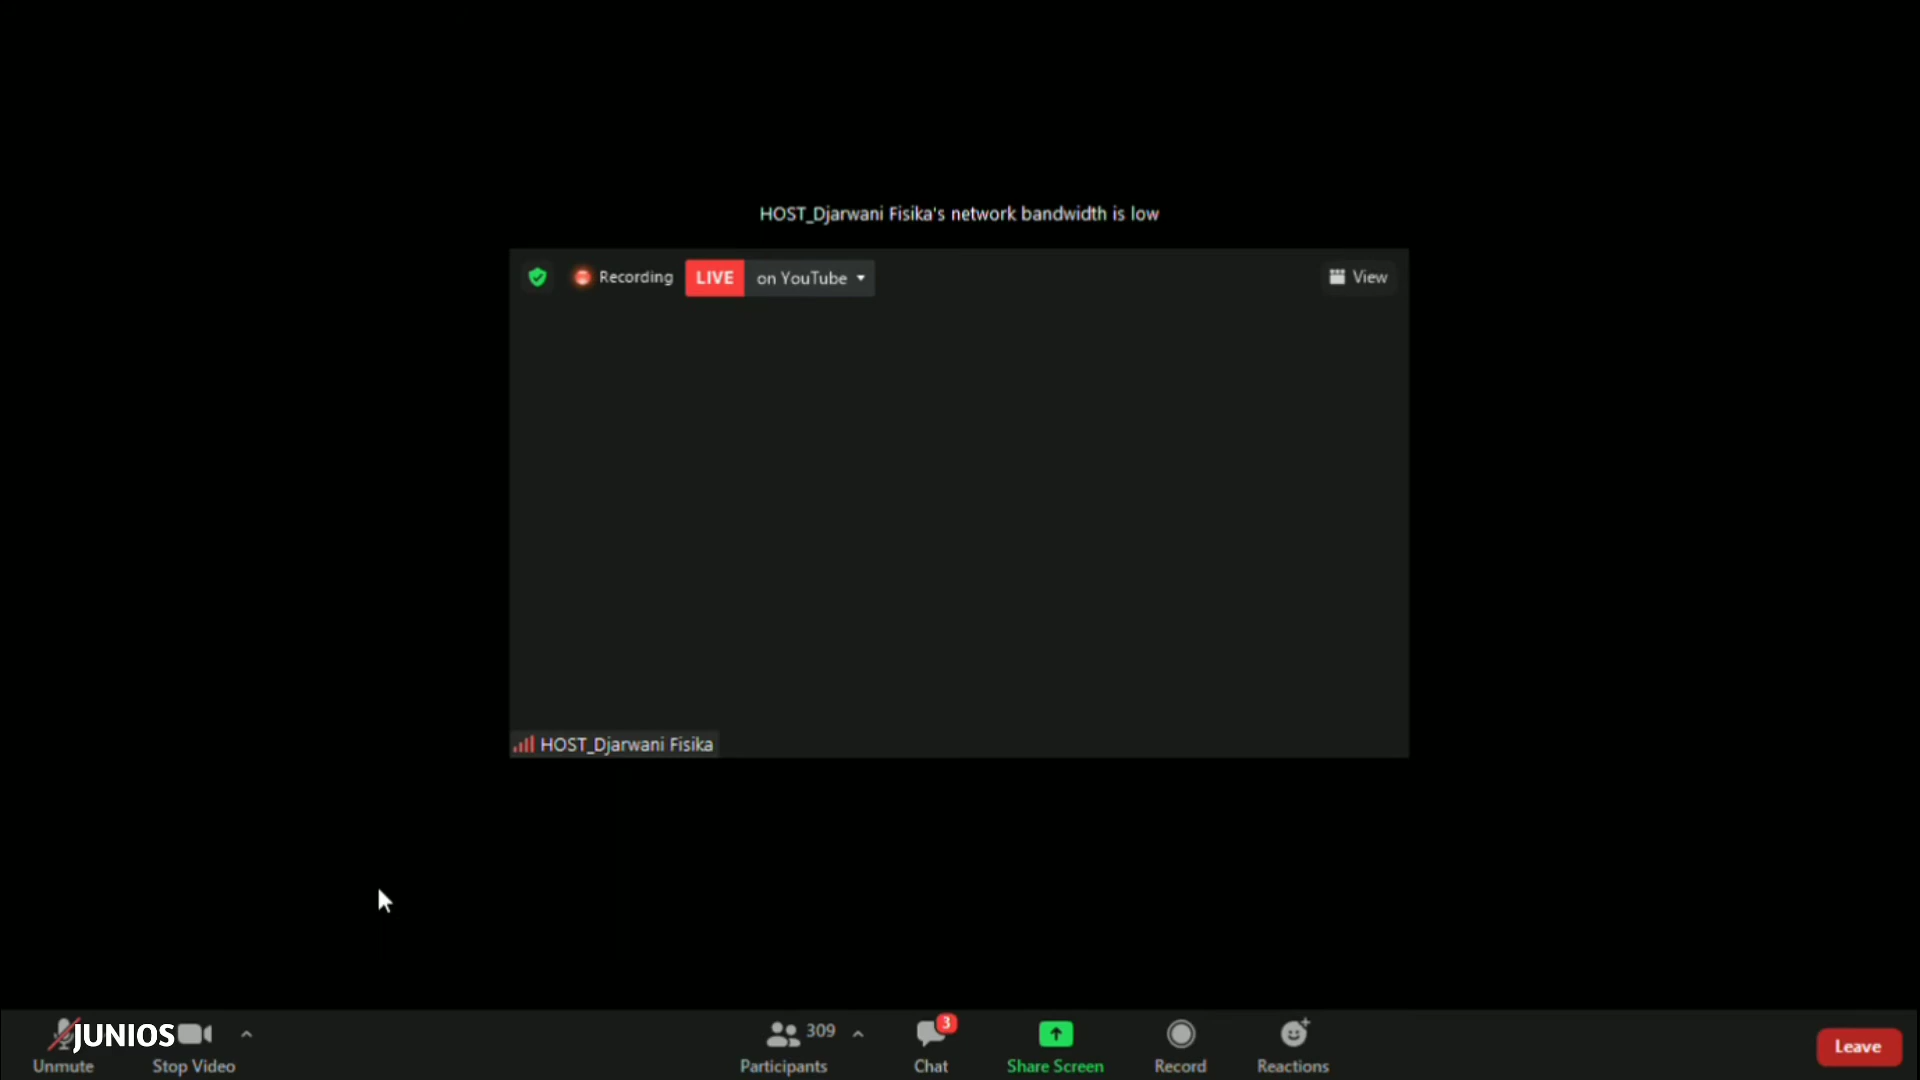 HOST_Djarwani Fisika's network bandwidth is low
Recording LIVE on YouTube View
HOST_Djarwani Fisika
JUNIOS 309 3
Unmute Stop Video Participants Chat Share Screen Record Reactions Leave